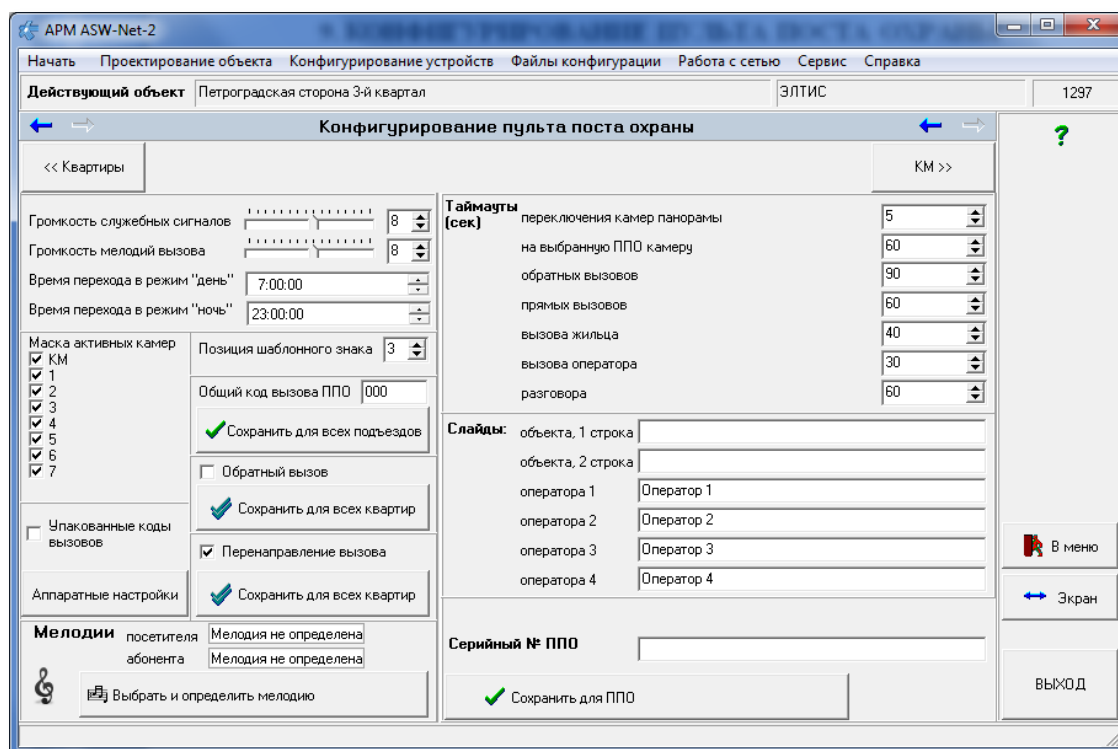 АРМ ASW-Net-2
9. КОНФИГУРИРОВАНИЕ ПУЛЬТА ПОСТА ОХРАНЫ
Начать Проектирование объекта Конфигурирование устройств Файлы конфигурации Работа с сетью Сервис Справка
Действующий объект Петроградская сторона 3-й квартал ЭЛТИС 1297
Конфигурирование пульта поста охраны
?
<< Квартиры
КМ >>
Громкость служебных сигналов 8
Громкость мелодий вызова 8
Время перехода в режим "день" 7:00:00
Время перехода в режим "ночь" 23:00:00
Маска активных камер
КМ
1
2
3
4
5
6
7
Позиция шаблонного знака 3
Общий код вызова ППО 000
Сохранить для всех подъездов
Обратный вызов
Сохранить для всех квартир
Упакованные коды
вызовов
Перенаправление вызова
Аппаратные настройки
Сохранить для всех квартир
Мелодии
посетителя Мелодия не определена
абонента Мелодия не определена
Выбрать и определить мелодию
Таймауты
(сек)
переключения камер панорамы 5
на выбранную ППО камеру 60
обратных вызовов 90
прямых вызовов 60
вызова жильца 40
вызова оператора 30
разговора 60
Слайды:
объекта, 1 строка
объекта, 2 строка
оператора 1 Оператор 1
оператора 2 Оператор 2
оператора 3 Оператор 3
оператора 4 Оператор 4
Серийный № ППО
Сохранить для ППО
В меню
Экран
ВЫХОД